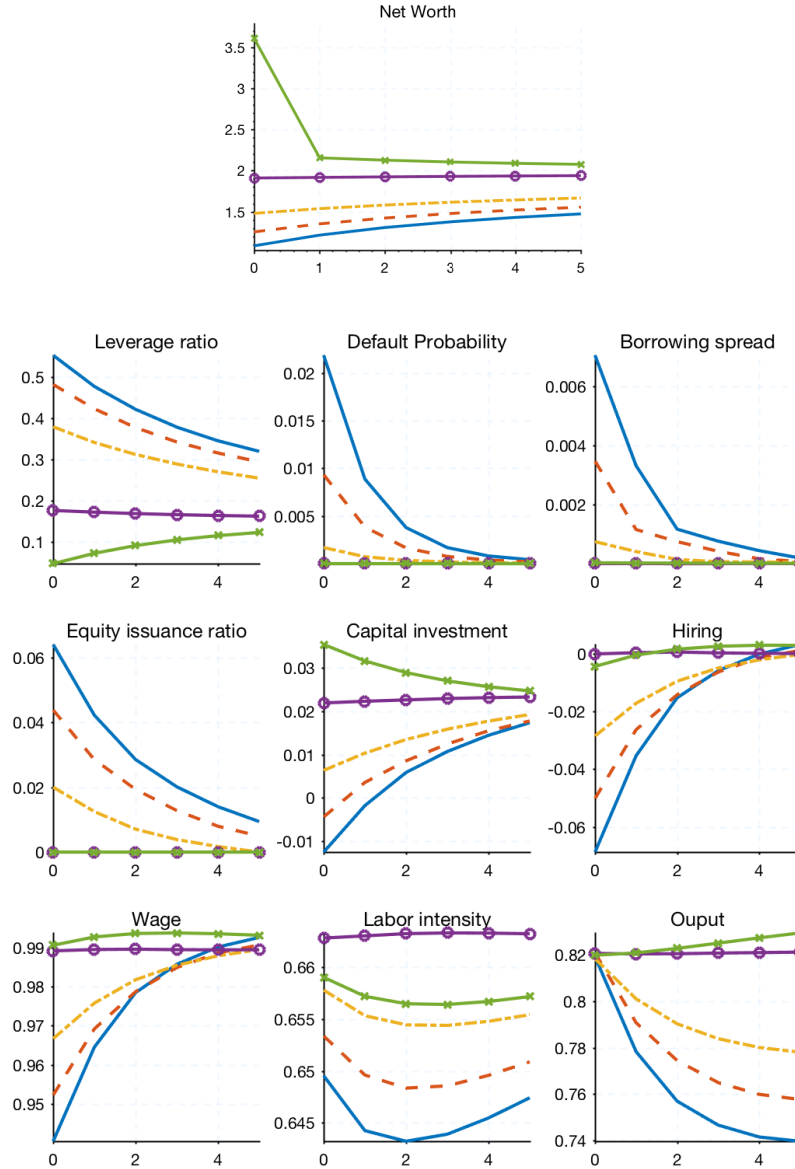 Net Worth
3.5
3
2.5
2
1.5
0 1 2 3 4 5
Leverage ratio
0.5
0.4
0.3
0.2
0.1
0 2 4
Default Probability
0.02
0.01
0.005
0 2 4
Borrowing spread
0.006
0.004
0.002
0 2 4
Equity issuance ratio
0.06
0.04
0.02
0
0 2 4
Capital investment
0.03
0.02
0.01
0
-0.01
0 2 4
Hiring
0
-0.02
-0.04
-0.06
0 2 4
Wage
0.99
0.98
0.97
0.96
0.95
0 2 4
Labor intensity
0.66
0.655
0.65
0.645
0 2 4
Ouput
0.82
0.8
0.78
0.76
0.74
0 2 4